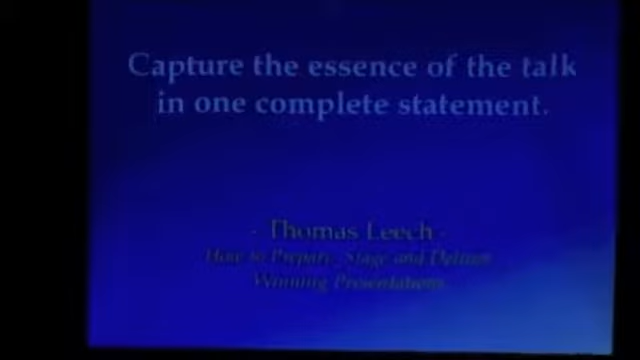 Capture the essence of the talk
in one complete statement.
- Thomas Leech -
How to Prepare, Stage and Deliver
Winning Presentations